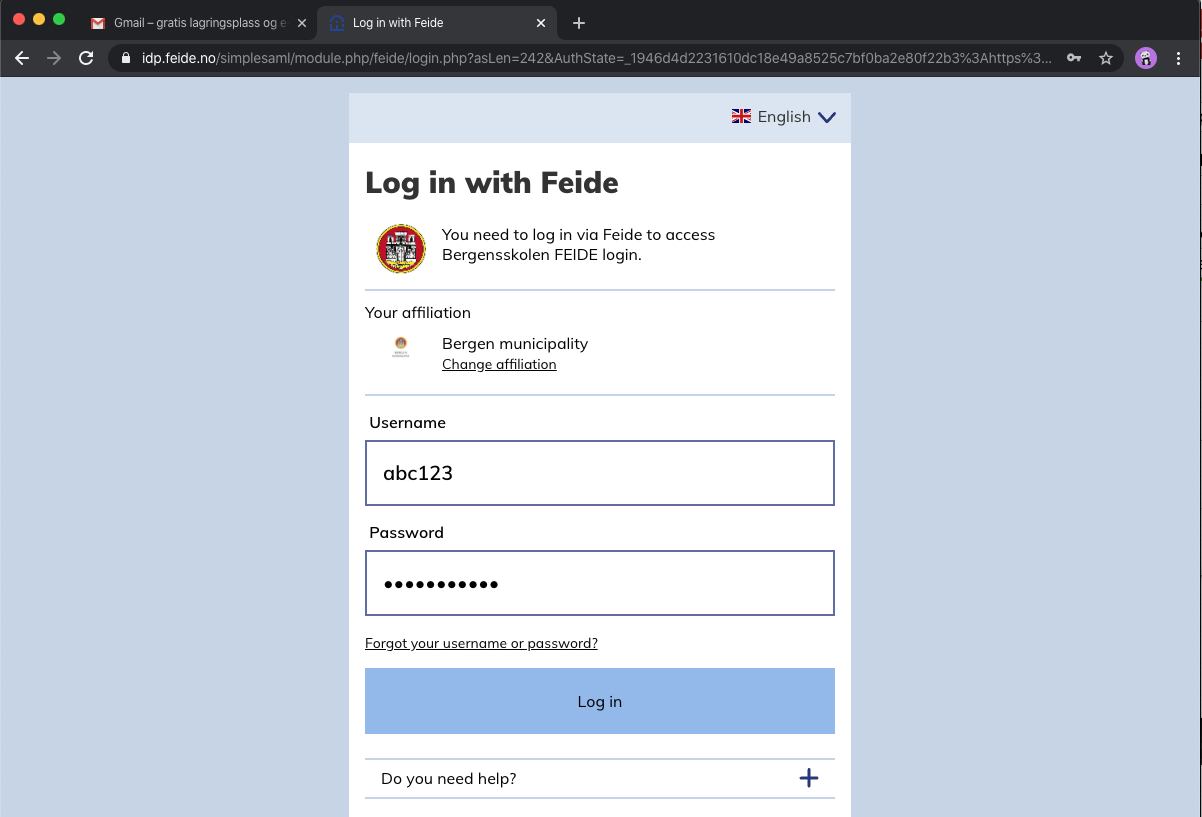 Gmail – gratis lagringsplass og e
Log in with Feide
idp.feide.no/simplesaml/module.php/feide/login.php?asLen=242&AuthState=_1946d4d2231610dc18e49a8525c7bf0ba2e80f22b3%3Ahttps%3...
English
Log in with Feide
You need to log in via Feide to access
Bergensskolen FEIDE login.
Your affiliation
Bergen municipality
Change affiliation
Username
abc123
Password
•••••••••••
Forgot your username or password?
Log in
Do you need help?